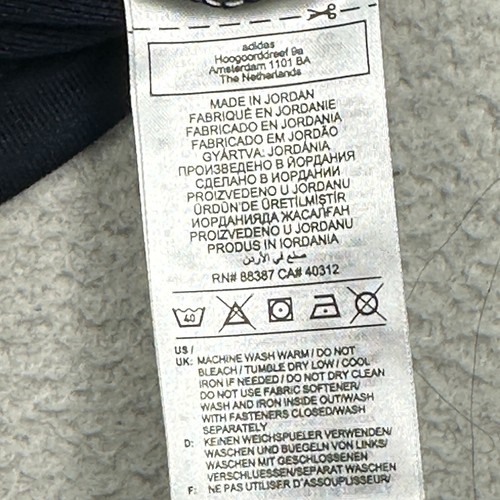 adidas
Hoogoorddreef 9a
Amsterdam 1101 BA
The Netherlands
MADE IN JORDAN
FABRIQUÉ EN JORDANIE
FABRICADO EN JORDANIA
FABRICADO EM JORDÃO
GYÁRTVA: JORDÁNIA
ПРОИЗВЕДЕНО В ИОРДАНИЯ
СДЕЛАНО В ИОРДАНИИ
PROIZVEDENO U JORDANU
ÜRDÜN'DE ÜRETİLMİŞTİR
ИОРДАНИЯДА ЖАСАЛҒАН
PROIZVEDENO U JORDANU
PRODUS IN IORDANIA
صنع في الأردن
RN# 88387 CA# 40312
40
US /
UK: MACHINE WASH WARM / DO NOT
BLEACH / TUMBLE DRY LOW / COOL
IRON IF NEEDED / DO NOT DRY CLEAN
DO NOT USE FABRIC SOFTENER/
WASH AND IRON INSIDE OUT/WASH
WITH FASTENERS CLOSED/WASH
SEPARATELY
D: KEINEN WEICHSPUELER VERWENDEN/
WASCHEN UND BUEGELN VON LINKS/
WASCHEN MIT GESCHLOSSENEN
VERSCHLUESSEN/SEPARAT WASCHEN
F: NE PAS UTILISER D'ASSOUPLISSEUR/